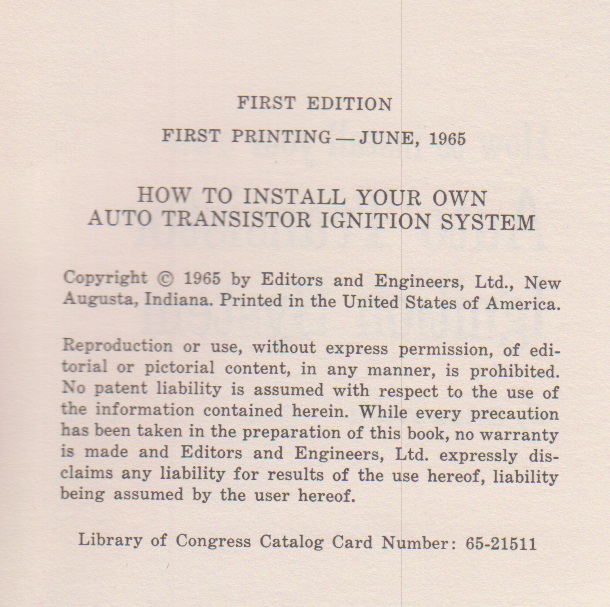 FIRST EDITION
FIRST PRINTING — JUNE, 1965
HOW TO INSTALL YOUR OWN
AUTO TRANSISTOR IGNITION SYSTEM
Copyright © 1965 by Editors and Engineers, Ltd., New
Augusta, Indiana. Printed in the United States of America.
Reproduction or use, without express permission, of edi-
torial or pictorial content, in any manner, is prohibited.
No patent liability is assumed with respect to the use of
the information contained herein. While every precaution
has been taken in the preparation of this book, no warranty
is made and Editors and Engineers, Ltd. expressly dis-
claims any liability for results of the use hereof, liability
being assumed by the user hereof.
Library of Congress Catalog Card Number: 65-21511